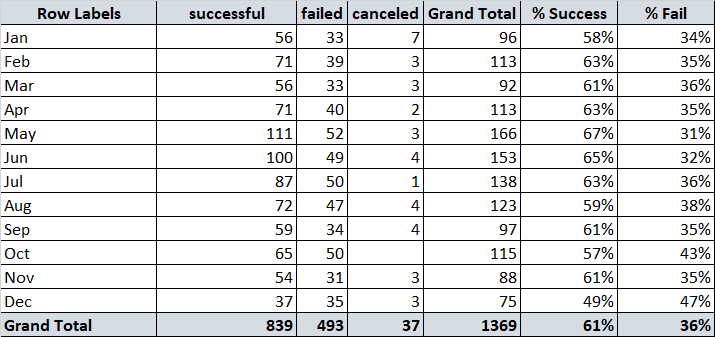 Row Labels successful failed canceled Grand Total % Success % Fail
Jan 56 33 7 96 58% 34%
Feb 71 39 3 113 63% 35%
Mar 56 33 3 92 61% 36%
Apr 71 40 2 113 63% 35%
May 111 52 3 166 67% 31%
Jun 100 49 4 153 65% 32%
Jul 87 50 1 138 63% 36%
Aug 72 47 4 123 59% 38%
Sep 59 34 4 97 61% 35%
Oct 65 50 115 57% 43%
Nov 54 31 3 88 61% 35%
Dec 37 35 3 75 49% 47%
Grand Total 839 493 37 1369 61% 36%